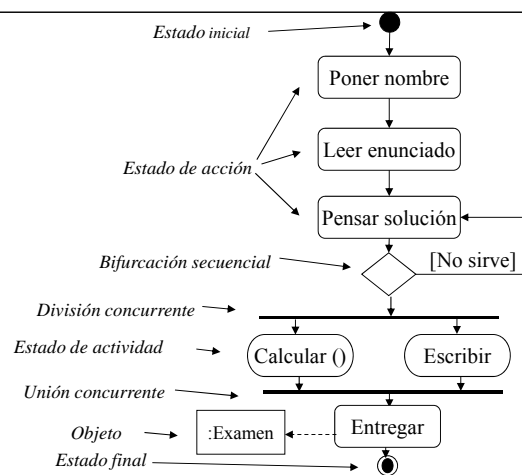 Estado inicial
Poner nombre
Leer enunciado
Estado de acción
Pensar solución
Bifurcación secuencial
[No sirve]
División concurrente
Estado de actividad
Calcular ()
Escribir
Unión concurrente
Objeto
:Examen
Entregar
Estado final